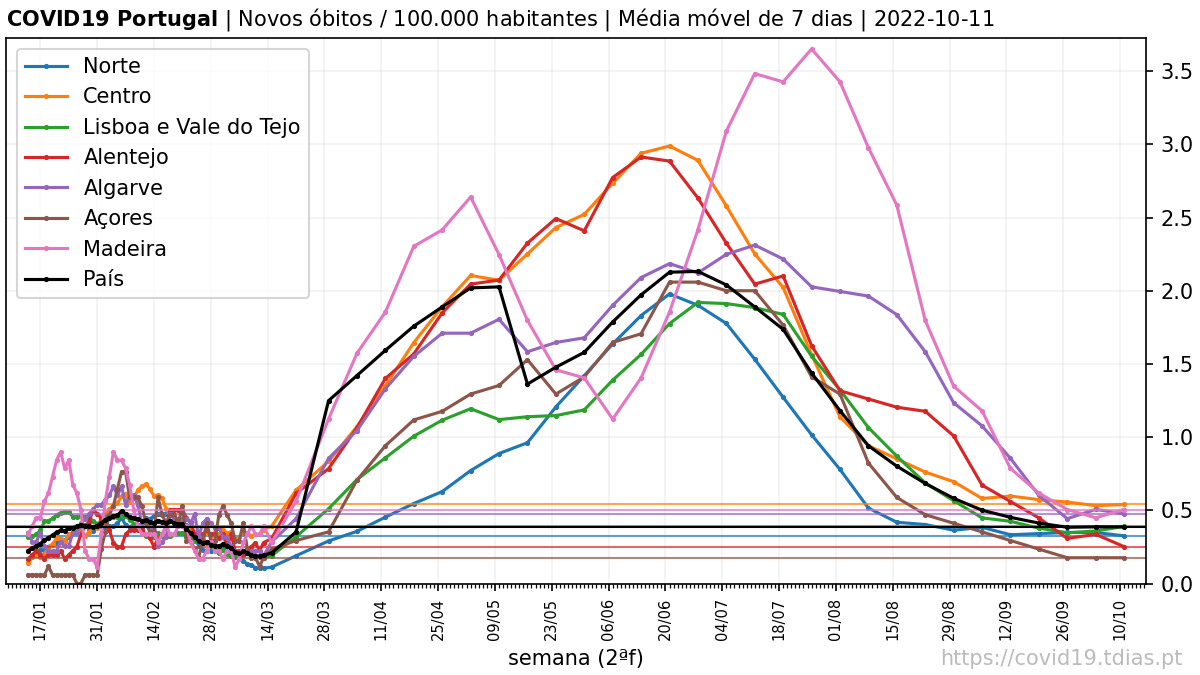 COVID19 Portugal | Novos óbitos / 100.000 habitantes | Média móvel de 7 dias | 2022-10-11
Norte
Centro
Lisboa e Vale do Tejo
Alentejo
Algarve
Açores
Madeira
País
3.5
3.0
2.5
2.0
1.5
1.0
0.5
0.0
17/01
31/01
14/02
28/02
14/03
28/03
11/04
25/04
09/05
23/05
06/06
20/06
04/07
18/07
01/08
15/08
29/08
12/09
26/09
10/10
semana (2ªf)
https://covid19.tdias.pt